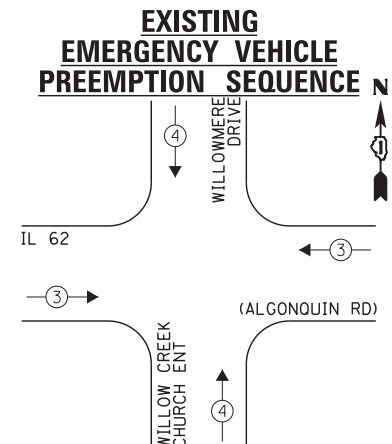 EXISTING
EMERGENCY VEHICLE
PREEMPTION SEQUENCE
N
4
WILLOWMERE
DRIVE
IL 62
3
3
(ALGONQUIN RD)
WILLOW CREEK
CHURCH ENT
4